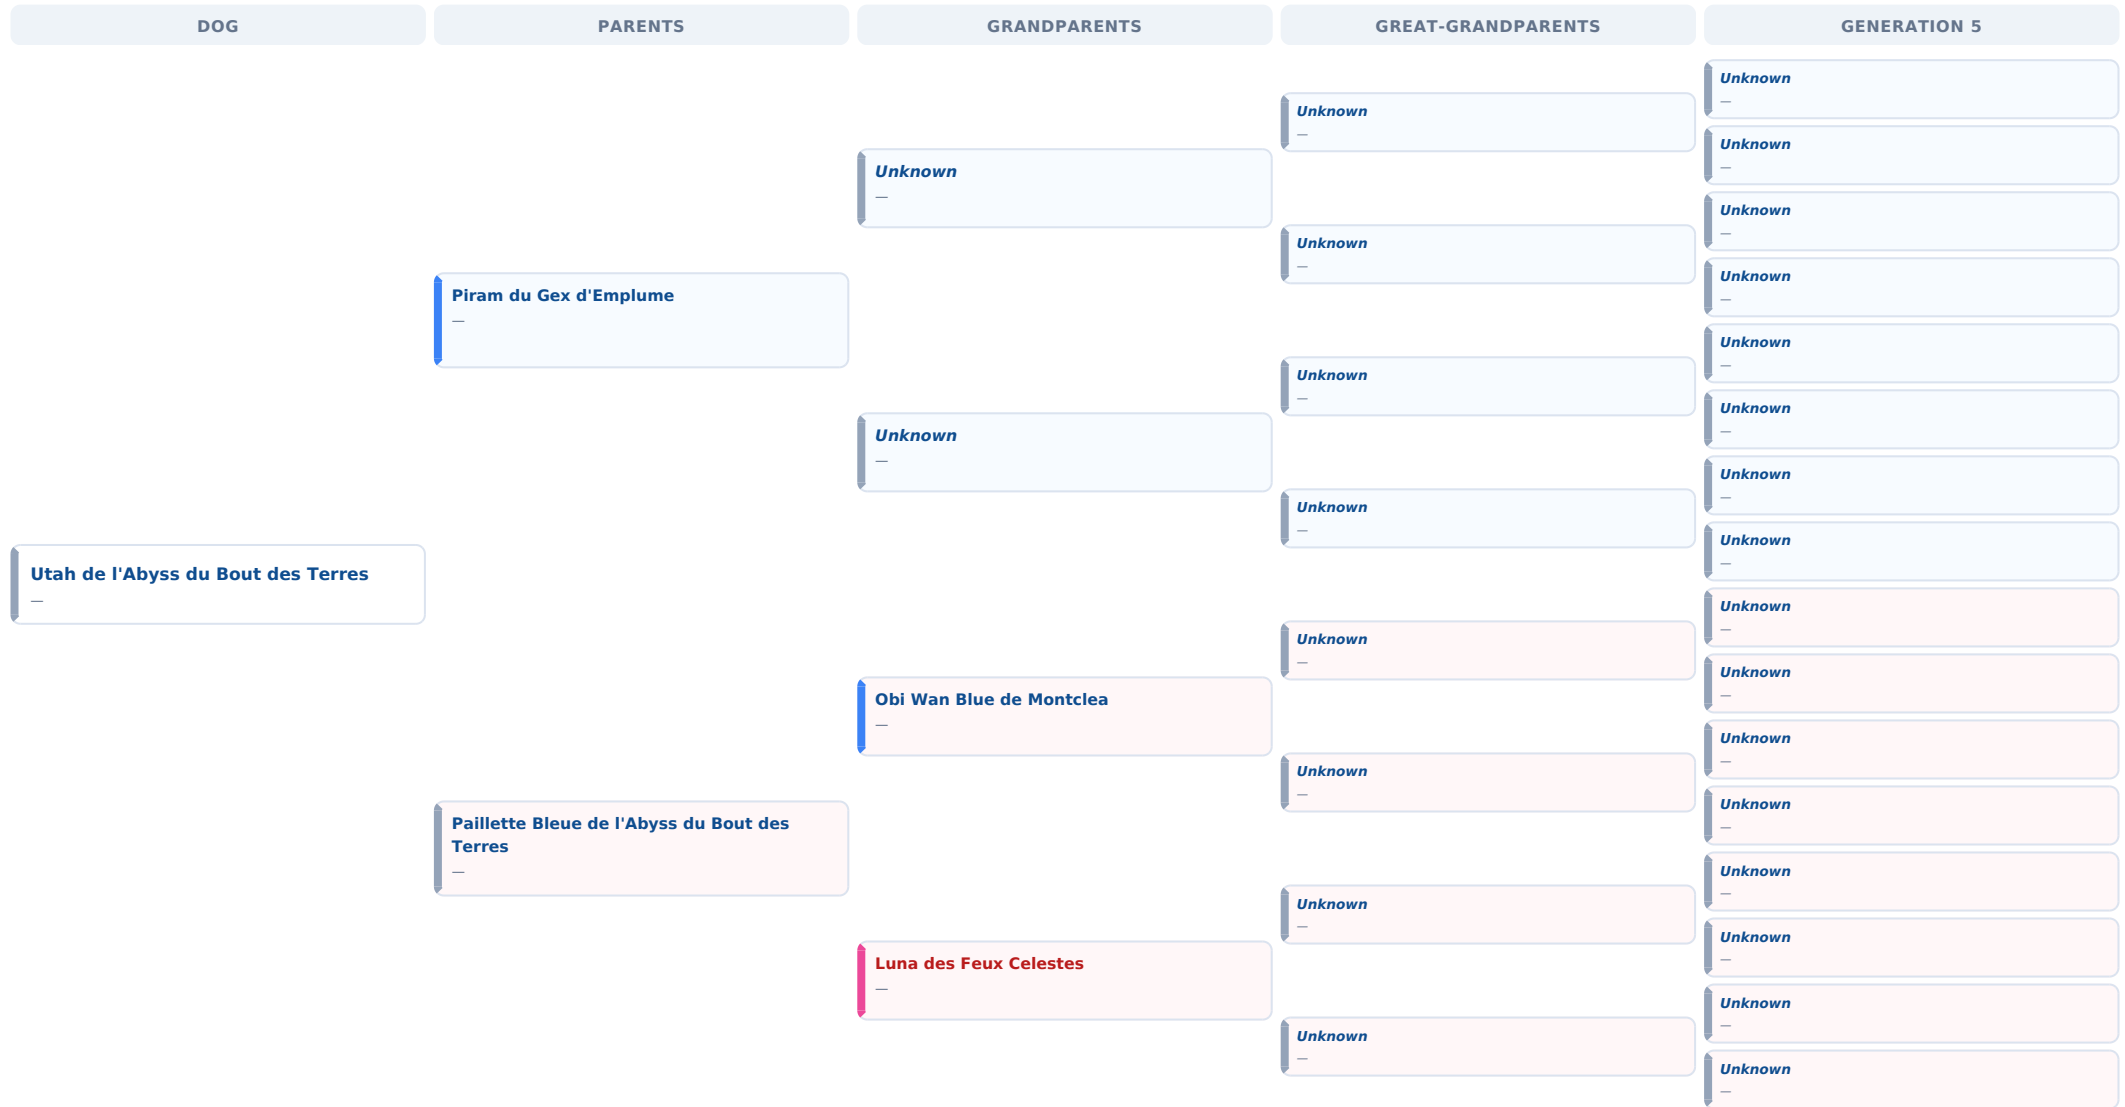 DOG
PARENTS
GRANDPARENTS
GREAT-GRANDPARENTS
GENERATION 5
Utah de l'Abyss du Bout des Terres
—
Piram du Gex d'Emplume
—
Paillette Bleue de l'Abyss du Bout des
Terres
—
Unknown
—
Unknown
—
Obi Wan Blue de Montclea
—
Luna des Feux Celestes
—
Unknown
—
Unknown
—
Unknown
—
Unknown
—
Unknown
—
Unknown
—
Unknown
—
Unknown
—
Unknown
—
Unknown
—
Unknown
—
Unknown
—
Unknown
—
Unknown
—
Unknown
—
Unknown
—
Unknown
—
Unknown
—
Unknown
—
Unknown
—
Unknown
—
Unknown
—
Unknown
—
Unknown
—